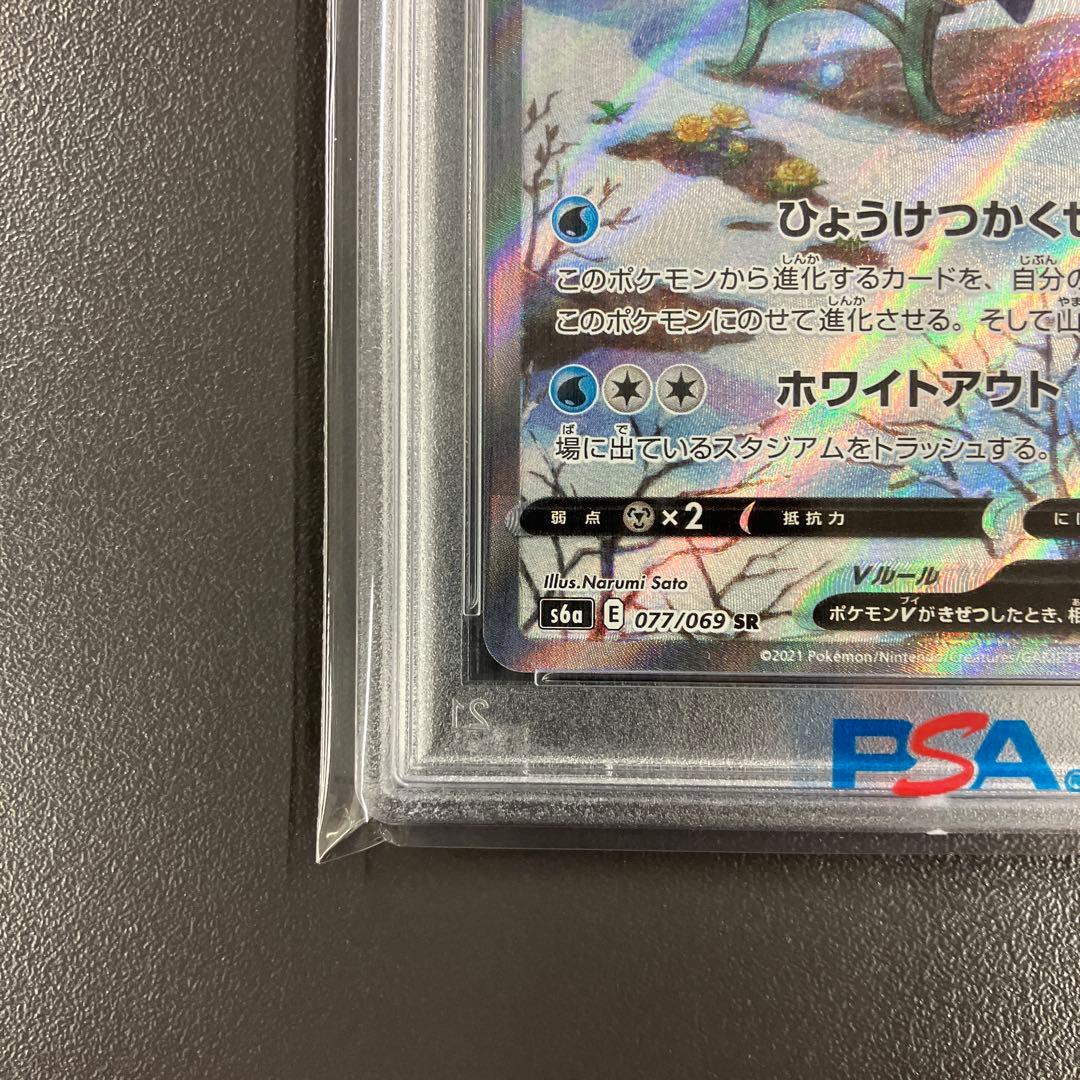 ひょうけつかくせ
しんか じぶん
このポケモンから進化するカードを、自分の
しんか やま
このポケモンにのせて進化させる。そして山
ホワイトアウト
ば で
場に出ているスタジアムをトラッシュする。
弱点 ×2 抵抗力 にげ
Illus.Narumi Sato
Vルール
s6a E 077/069 SR
ブイ
ポケモンVがきぜつしたとき、相
©2021 Pokémon/Nintendo/Creatures/GAME
21
PSA